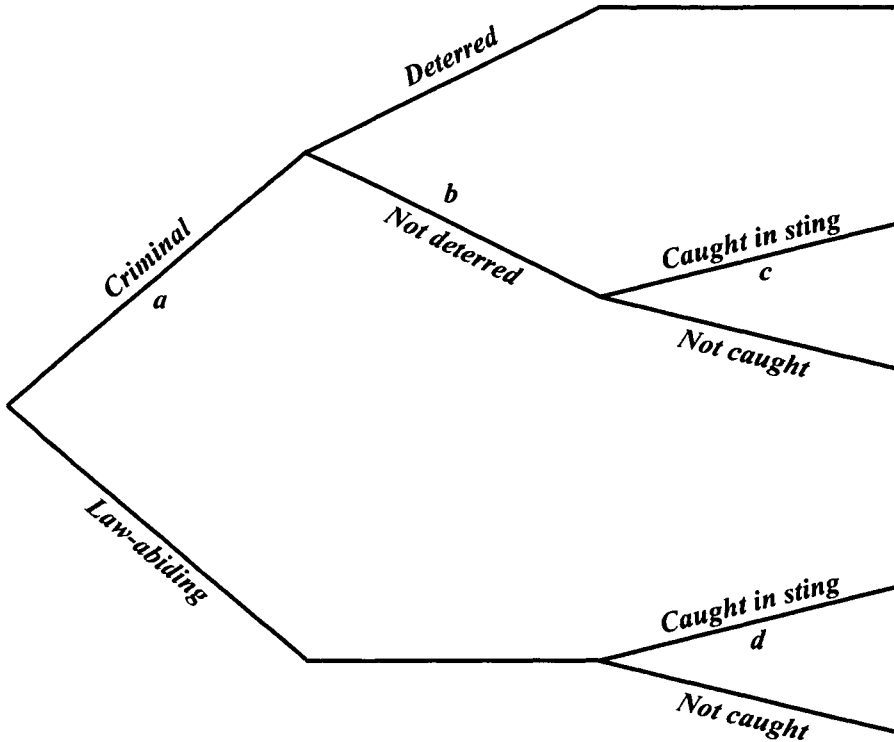 Deterred
b
Not deterred
Caught in sting
c
Not caught
Criminal
a
Law-abiding
Caught in sting
d
Not caught